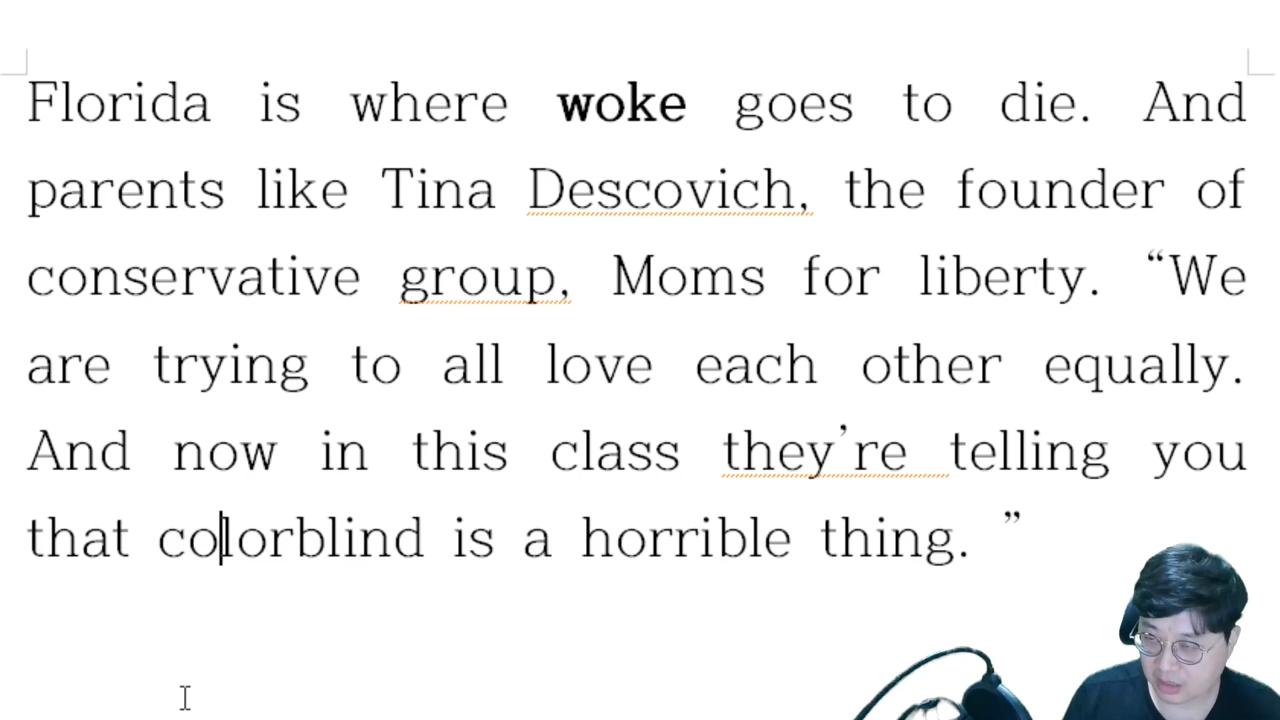 Florida is where woke goes to die. And
parents like Tina Descovich, the founder of
conservative group, Moms for liberty. “We
are trying to all love each other equally.
And now in this class they’re telling you
that colorblind is a horrible thing. ”